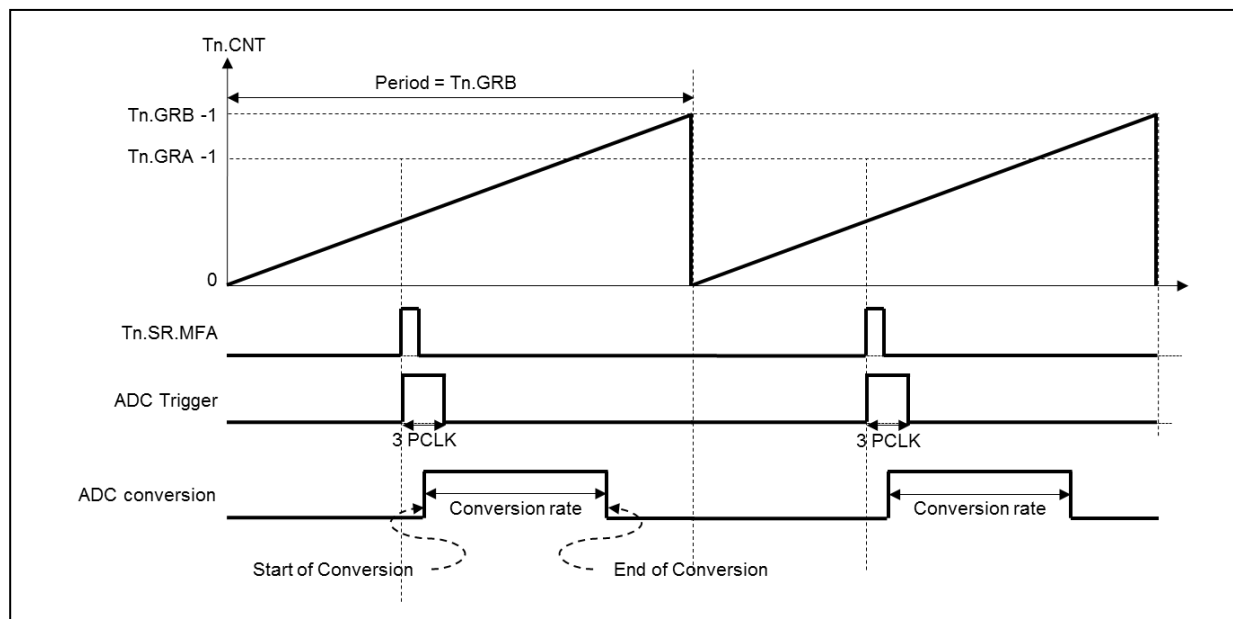 Tn.CNT
Period = Tn.GRB
Tn.GRB -1
Tn.GRA -1
0
Tn.SR.MFA
ADC Trigger
3 PCLK
3 PCLK
ADC conversion
Conversion rate
Conversion rate
Start of Conversion
End of Conversion